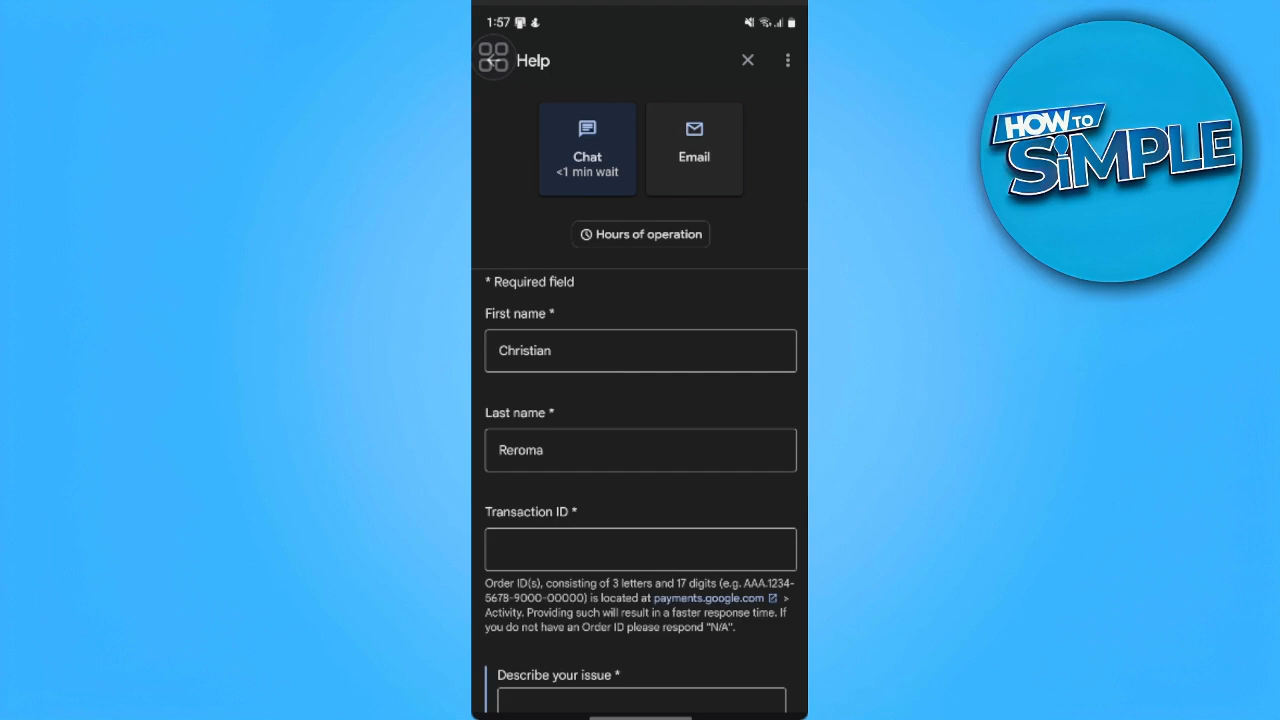 1:57
Help
Chat
<1 min wait
Email
Hours of operation
* Required field
First name *
Christian
Last name *
Reroma
Transaction ID *
Order ID(s), consisting of 3 letters and 17 digits (e.g. AAA.1234-
5678-9000-00000) is located at payments.google.com >
Activity. Providing such will result in a faster response time. If
you do not have an Order ID please respond "N/A".
Describe your issue *
HOW TO
SiMPLE